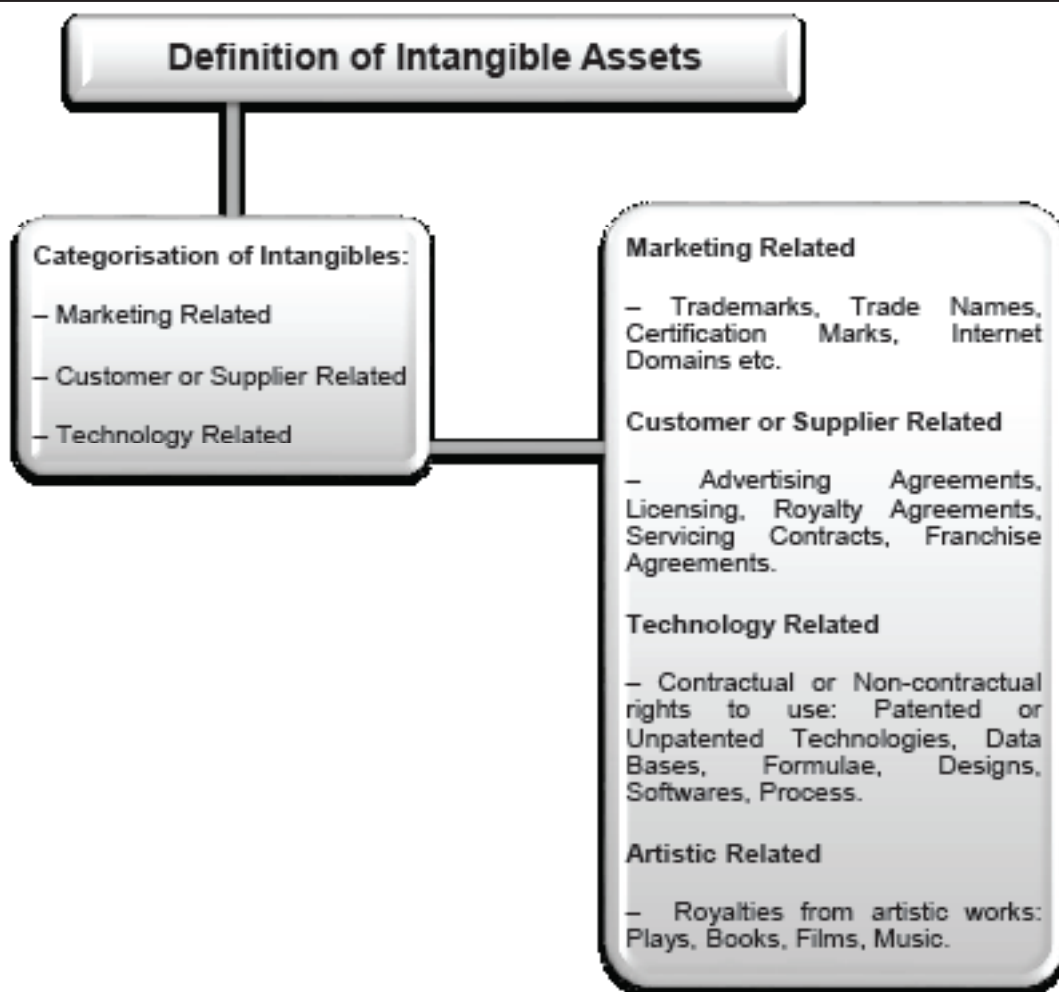 Definition of Intangible Assets
Categorisation of Intangibles:
– Marketing Related
– Customer or Supplier Related
– Technology Related
Marketing Related
– Trademarks, Trade Names,
Certification Marks, Internet
Domains etc.
Customer or Supplier Related
– Advertising Agreements,
Licensing, Royalty Agreements,
Servicing Contracts, Franchise
Agreements.
Technology Related
– Contractual or Non-contractual
rights to use: Patented or
Unpatented Technologies, Data
Bases, Formulae, Designs,
Softwares, Process.
Artistic Related
– Royalties from artistic works:
Plays, Books, Films, Music.